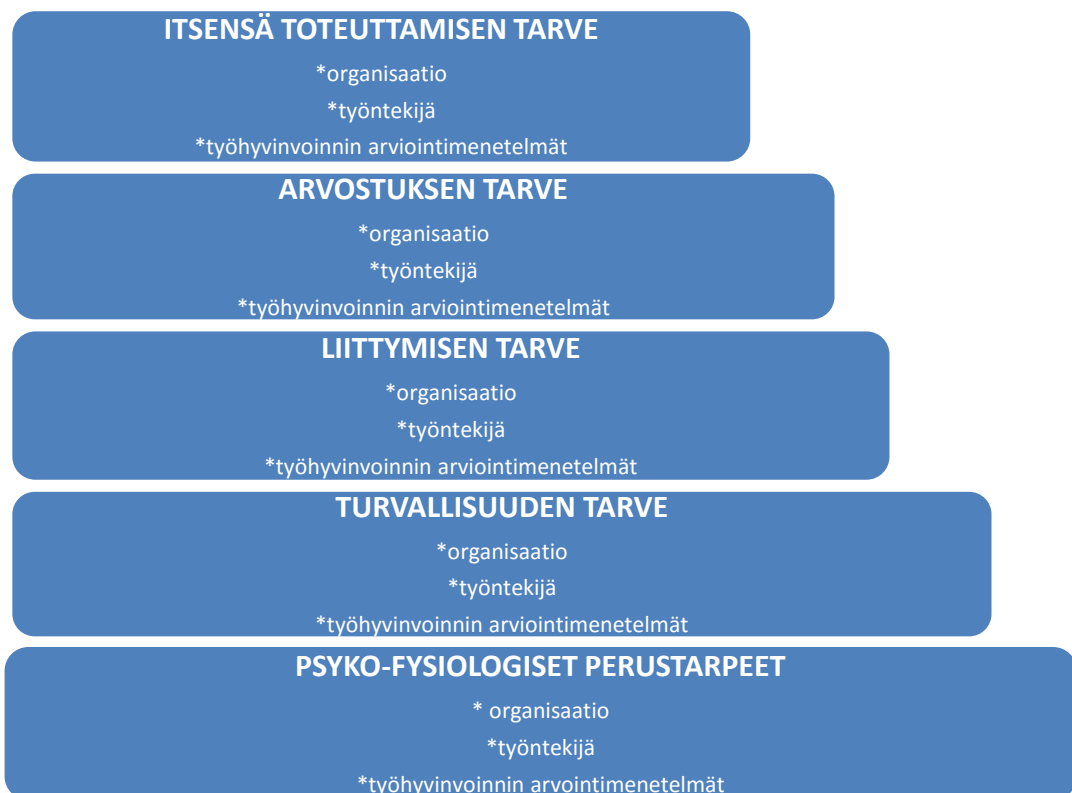 ITSENSÄ TOTEUTTAMISEN TARVE
*organisaatio
*työntekijä
*työhyvinvoinnin arviointimenetelmät
ARVOSTUKSEN TARVE
*organisaatio
*työntekijä
*työhyvinvoinnin arviointimenetelmät
LIITTYMISEN TARVE
*organisaatio
*työntekijä
*työhyvinvoinnin arviointimenetelmät
TURVALLISUUDEN TARVE
*organisaatio
*työntekijä
*työhyvinvoinnin arviointimenetelmät
PSYKO-FYSIOLOGISET PERUSTARPEET
* organisaatio
*työntekijä
*työhyvinvoinnin arvointimenetelmät